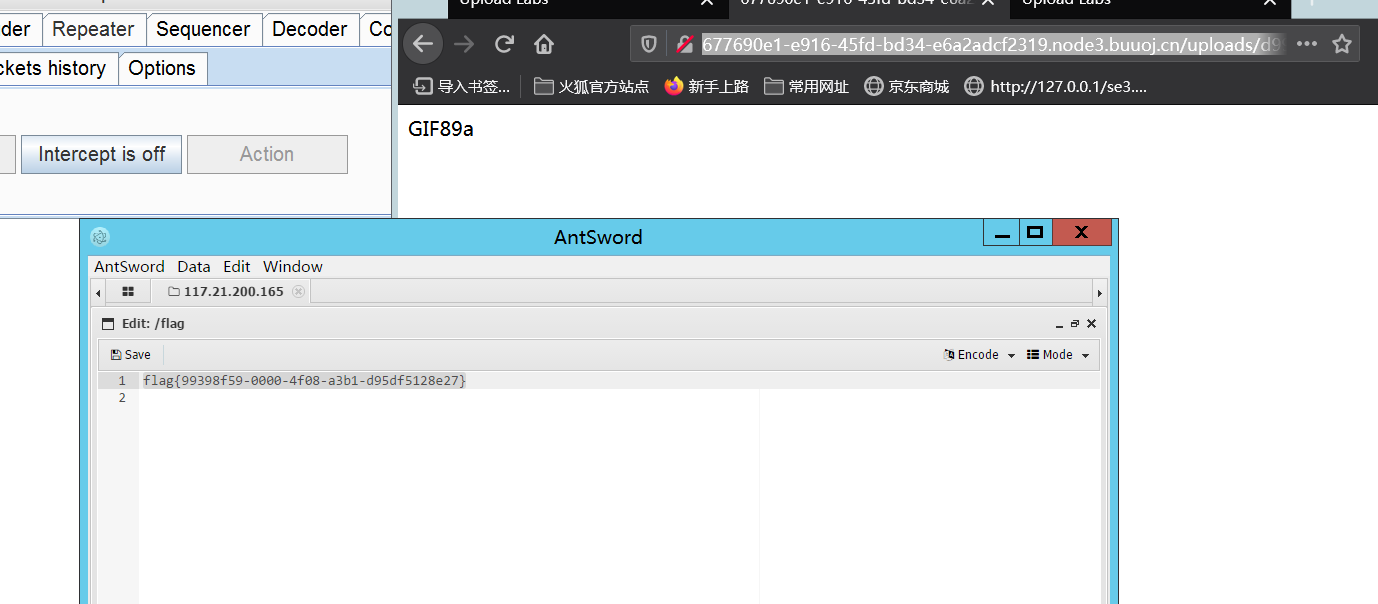 Upload Labs
677690e1-e916-45fd-bd34-e6a2
Upload Labs
der Repeater Sequencer Decoder Co
ckets history Options
Intercept is off Action
677690e1-e916-45fd-bd34-e6a2adcf2319.node3.buuoj.cn/uploads/d9
导入书签... 火狐官方站点 新手上路 常用网址 京东商城 http://127.0.0.1/se3....
GIF89a
AntSword
AntSword Data Edit Window
117.21.200.165
Edit: /flag
Save Encode Mode
1 flag{99398f59-0000-4f08-a3b1-d95df5128e27}
2